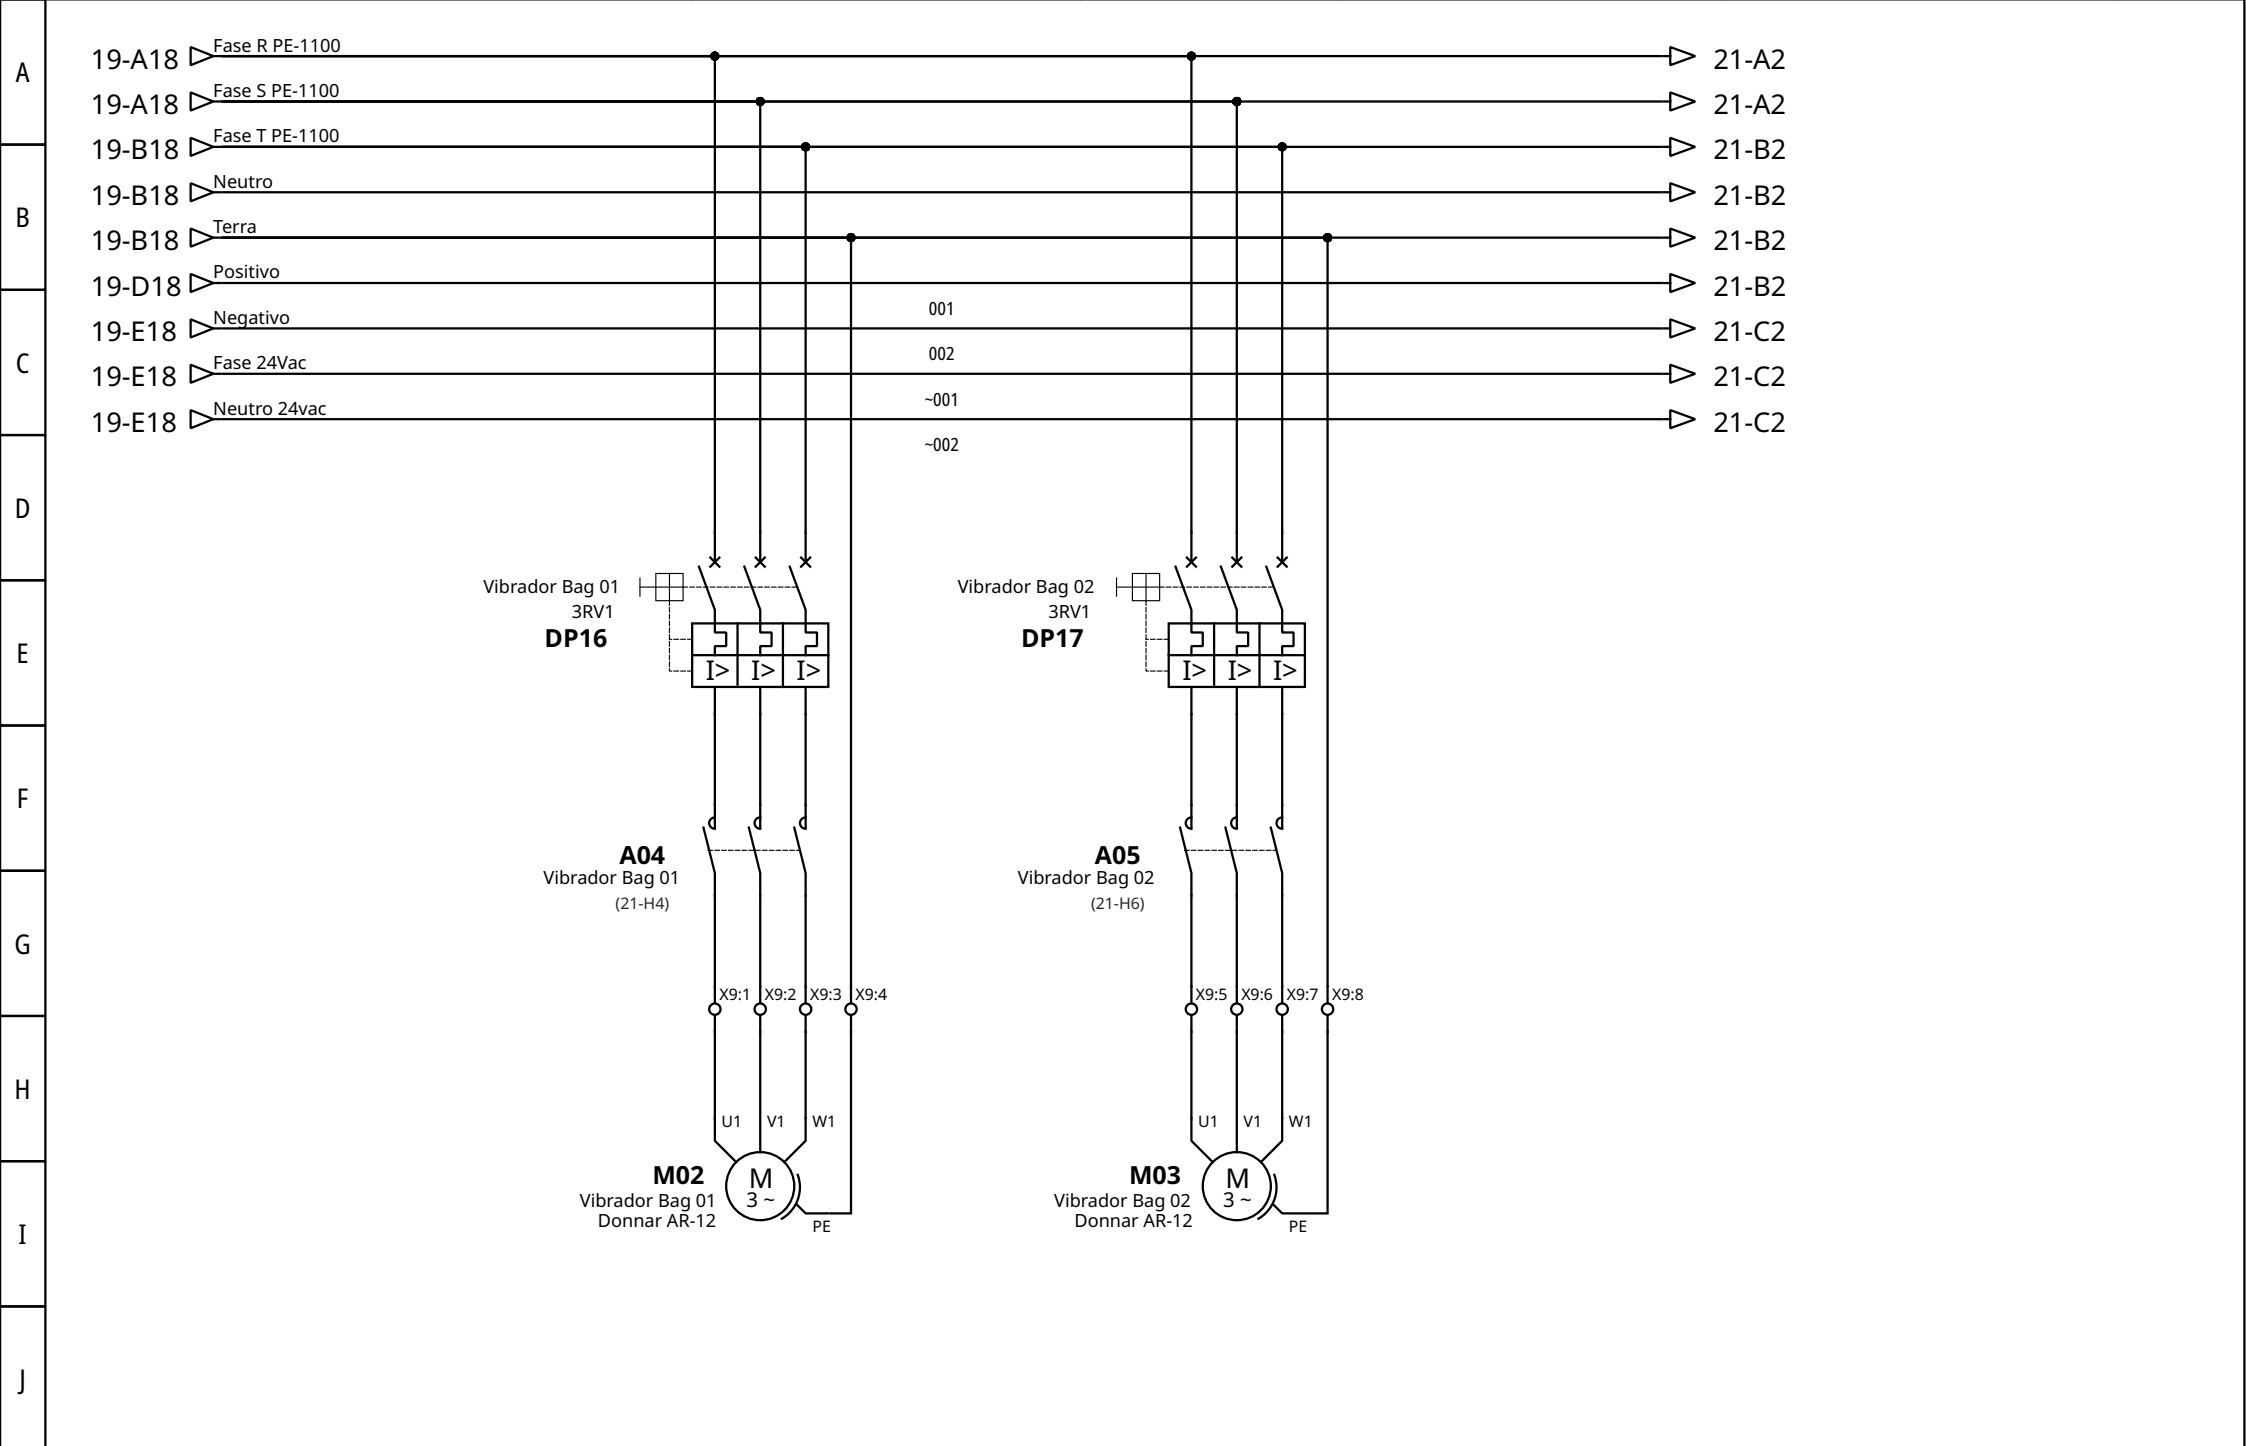 A
19-A18 Fase R PE-1100 21-A2
19-A18 Fase S PE-1100 21-A2
19-B18 Fase T PE-1100 21-B2
19-B18 Neutro 21-B2
B
19-B18 Terra 21-B2
19-D18 Positivo 21-B2
001
19-E18 Negativo 21-C2
002
C
19-E18 Fase 24Vac 21-C2
~001
19-E18 Neutro 24vac 21-C2
~002
D
Vibrador Bag 01
3RV1
DP16
I> I> I>
Vibrador Bag 02
3RV1
DP17
I> I> I>
E
F
A04
Vibrador Bag 01
(21-H4)
A05
Vibrador Bag 02
(21-H6)
G
X9:1 X9:2 X9:3 X9:4
X9:5 X9:6 X9:7 X9:8
H
U1 V1 W1
U1 V1 W1
M02
Vibrador Bag 01
Donnar AR-12
M
3 ~
PE
M03
Vibrador Bag 02
Donnar AR-12
M
3 ~
PE
I
J